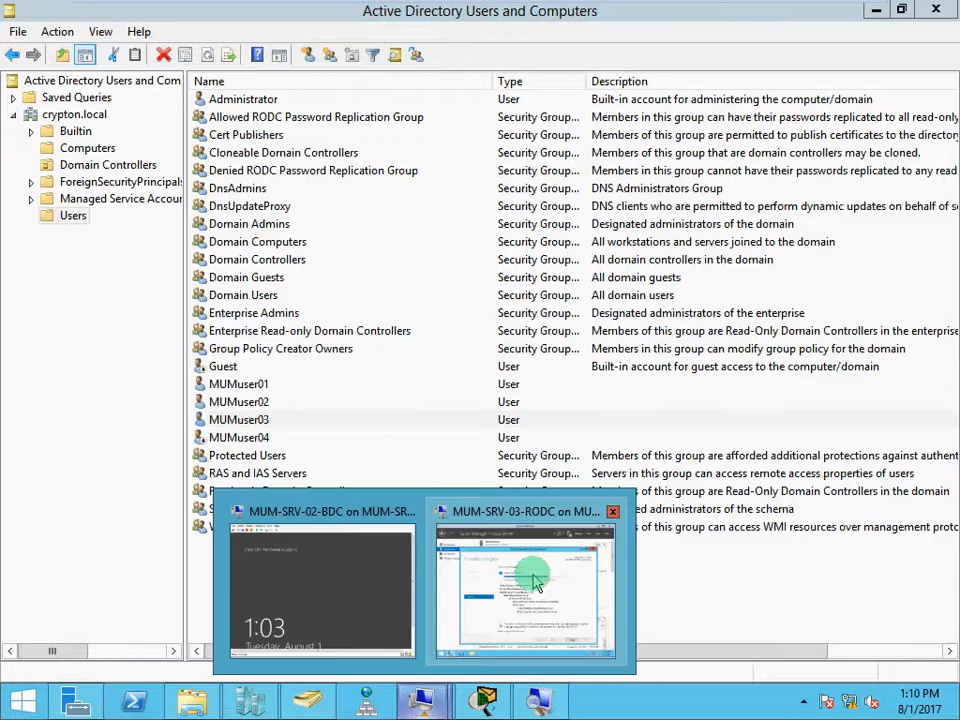 Active Directory Users and Computers
File Action View Help
Active Directory Users and Com
Saved Queries
crypton.local
Builtin
Computers
Domain Controllers
ForeignSecurityPrincipals
Managed Service Accour
Users
Name Type Description
Administrator User Built-in account for administering the computer/domain
Allowed RODC Password Replication Group Security Group... Members in this group can have their passwords replicated to all read-only
Cert Publishers Security Group... Members of this group are permitted to publish certificates to the directory
Cloneable Domain Controllers Security Group... Members of this group that are domain controllers may be cloned.
Denied RODC Password Replication Group Security Group... Members in this group cannot have their passwords replicated to any read
DnsAdmins Security Group... DNS Administrators Group
DnsUpdateProxy Security Group... DNS clients who are permitted to perform dynamic updates on behalf of
Domain Admins Security Group... Designated administrators of the domain
Domain Computers Security Group... All workstations and servers joined to the domain
Domain Controllers Security Group... All domain controllers in the domain
Domain Guests Security Group... All domain guests
Domain Users Security Group... All domain users
Enterprise Admins Security Group... Designated administrators of the enterprise
Enterprise Read-only Domain Controllers Security Group... Members of this group are Read-Only Domain Controllers in the enterprise
Group Policy Creator Owners Security Group... Members in this group can modify group policy for the domain
Guest User Built-in account for guest access to the computer/domain
MUMuser01 User
MUMuser02 User
MUMuser03 User
MUMuser04 User
Protected Users Security Group... Members of this group are afforded additional protections against authent
RAS and IAS Servers Security Group... Servers in this group can access remote access properties of users
Members of this group are Read-Only Domain Controllers in the domain
administrators of the schema
can access WMI resources over management proto
MUM-SRV-02-BDC on MUM-SR... MUM-SRV-03-RODC on MU...
1:03
Tuesday, August 1
1:10 PM
8/1/2017